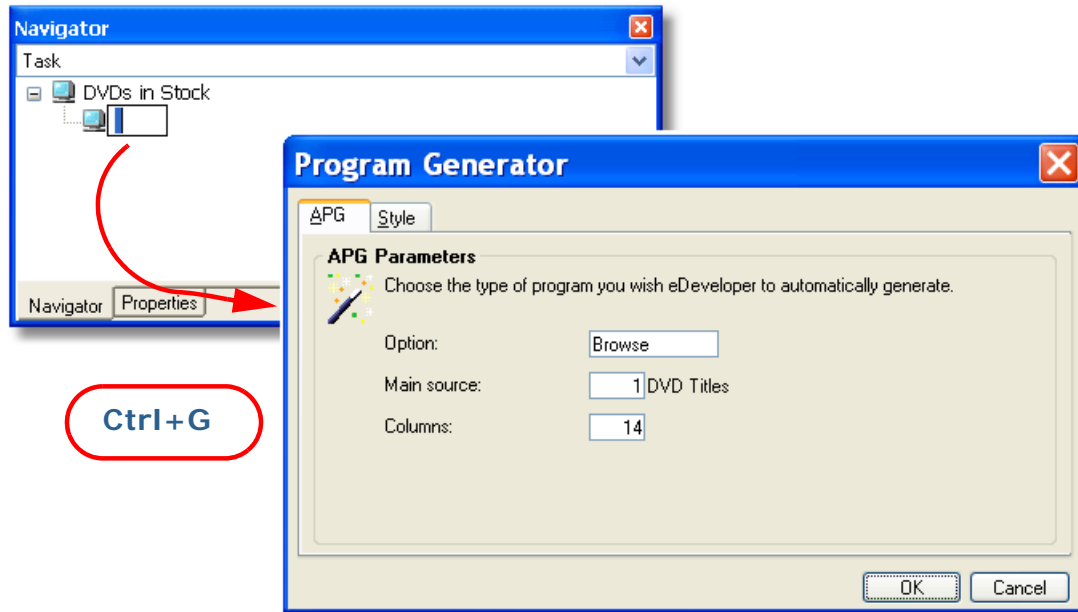 Navigator
Task
DVDs in Stock
Navigator
Properties
Ctrl+G
Program Generator
APG
Style
APG Parameters
Choose the type of program you wish eDeveloper to automatically generate.
Option:
Browse
Main source:
1 DVD Titles
Columns:
14
OK
Cancel